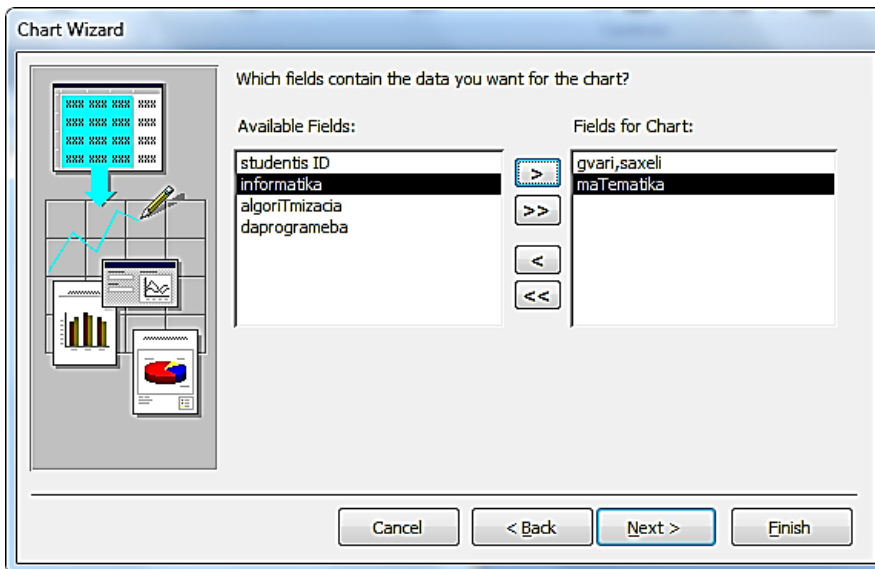 Chart Wizard
Which fields contain the data you want for the chart?
Available Fields:
Fields for Chart:
studentis ID
informatika
algoriTmizacia
daprogrameba
>
>>
<
<<
gvari,saxeli
maTematika
Cancel
< Back
Next >
Finish